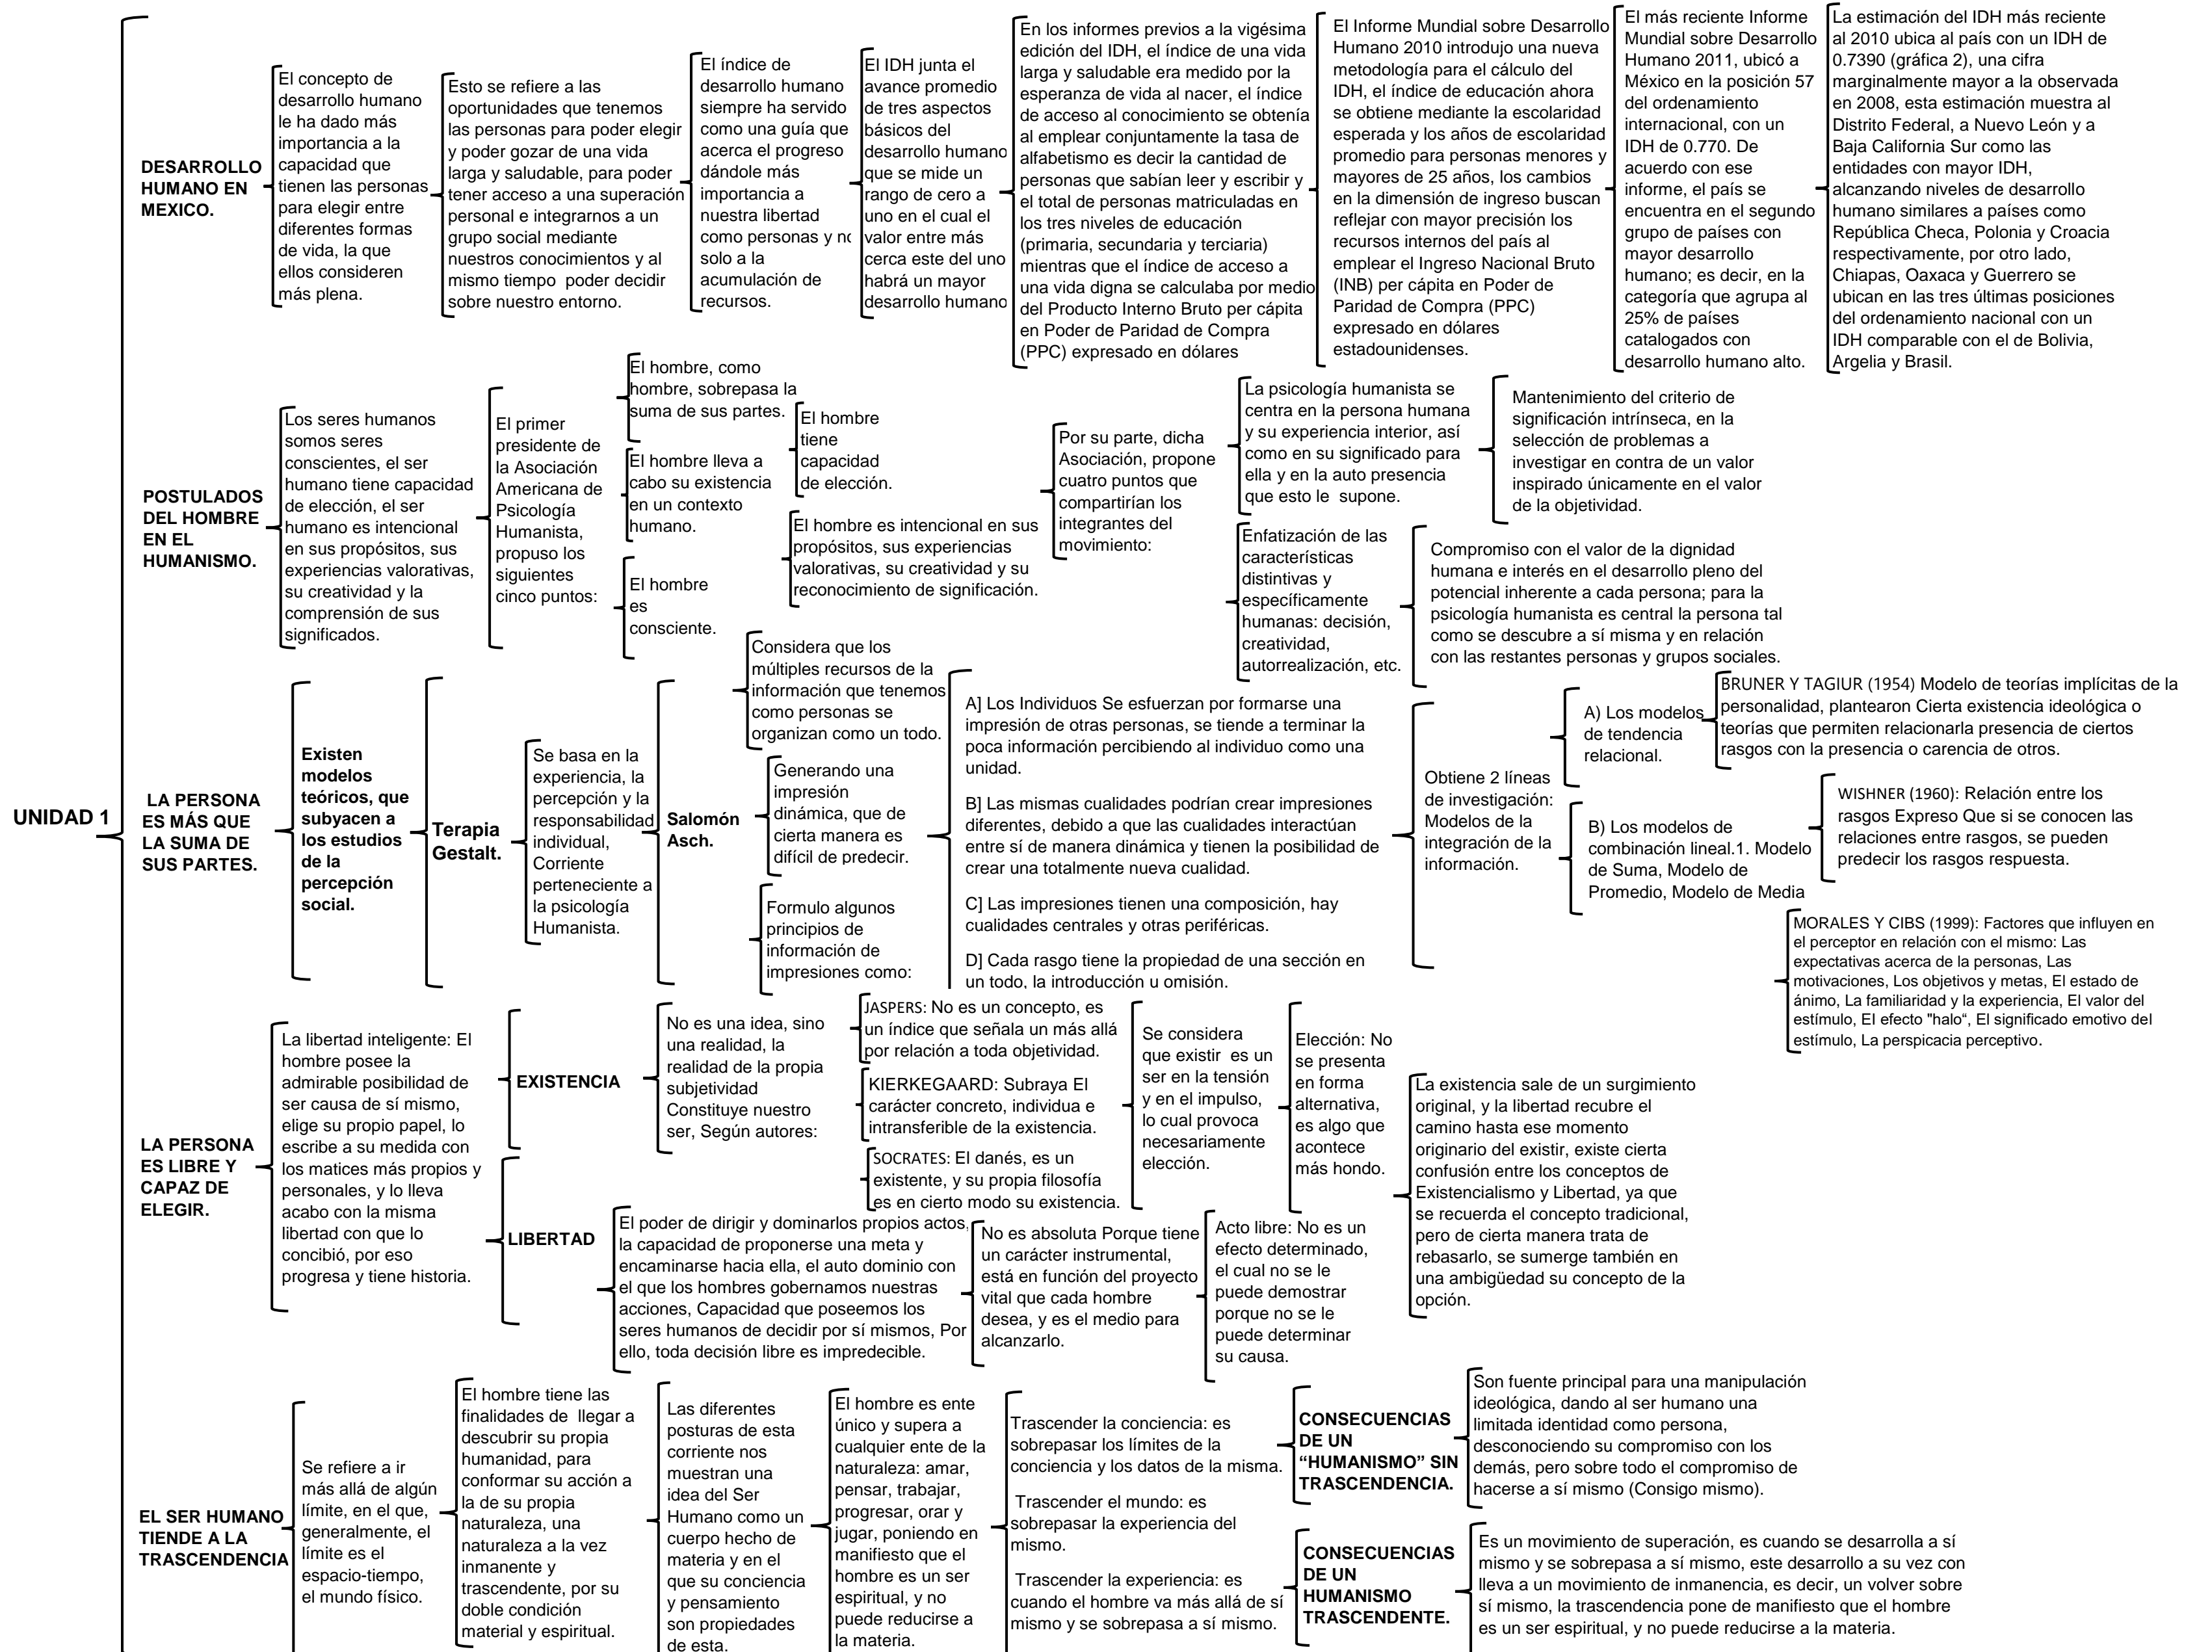 UNIDAD 1
DESARROLLO
HUMANO EN
MEXICO.
El concepto de
desarrollo humano
le ha dado más
importancia a la
capacidad que
tienen las personas
para elegir entre
diferentes formas
de vida, la que
ellos consideren
más plena.
Esto se refiere a las
oportunidades que tenemos
las personas para poder elegir
y poder gozar de una vida
larga y saludable, para poder
tener acceso a una superación
personal e integrarnos a un
grupo social mediante
nuestros conocimientos y al
mismo tiempo poder decidir
sobre nuestro entorno.
El índice de
desarrollo humano
siempre ha servido
como una guía que
acerca el progreso
dándole más
importancia a
nuestra libertad
como personas y no
solo a la
acumulación de
recursos.
El IDH junta el
avance promedio
de tres aspectos
básicos del
desarrollo humano
que se mide un
rango de cero a
uno en el cual el
valor entre más
cerca este del uno
habrá un mayor
desarrollo humano
En los informes previos a la vigésima
edición del IDH, el índice de una vida
larga y saludable era medido por la
esperanza de vida al nacer, el índice
de acceso al conocimiento se obtenía
al emplear conjuntamente la tasa de
alfabetismo es decir la cantidad de
personas que sabían leer y escribir y
el total de personas matriculadas en
los tres niveles de educación
(primaria, secundaria y terciaria)
mientras que el índice de acceso a
una vida digna se calculaba por medio
del Producto Interno Bruto per cápita
en Poder de Paridad de Compra
(PPC) expresado en dólares
El Informe Mundial sobre Desarrollo
Humano 2010 introdujo una nueva
metodología para el cálculo del
IDH, el índice de educación ahora
se obtiene mediante la escolaridad
esperada y los años de escolaridad
promedio para personas menores y
mayores de 25 años, los cambios
en la dimensión de ingreso buscan
reflejar con mayor precisión los
recursos internos del país al
emplear el Ingreso Nacional Bruto
(INB) per cápita en Poder de
Paridad de Compra (PPC)
expresado en dólares
estadounidenses.
El más reciente Informe
Mundial sobre Desarrollo
Humano 2011, ubicó a
México en la posición 57
del ordenamiento
internacional, con un
IDH de 0.770. De
acuerdo con ese
informe, el país se
encuentra en el segundo
grupo de países con
mayor desarrollo
humano; es decir, en la
categoría que agrupa al
25% de países
catalogados con
desarrollo humano alto.
La estimación del IDH más reciente
al 2010 ubica al país con un IDH de
0.7390 (gráfica 2), una cifra
marginalmente mayor a la observada
en 2008, esta estimación muestra al
Distrito Federal, a Nuevo León y a
Baja California Sur como las
entidades con mayor IDH,
alcanzando niveles de desarrollo
humano similares a países como
República Checa, Polonia y Croacia
respectivamente, por otro lado,
Chiapas, Oaxaca y Guerrero se
ubican en las tres últimas posiciones
del ordenamiento nacional con un
IDH comparable con el de Bolivia,
Argelia y Brasil.
POSTULADOS
DEL HOMBRE
EN EL
HUMANISMO.
Los seres humanos
somos seres
conscientes, el ser
humano tiene capacidad
de elección, el ser
humano es intencional
en sus propósitos, sus
experiencias valorativas,
su creatividad y la
comprensión de sus
significados.
El primer
presidente de
la Asociación
Americana de
Psicología
Humanista,
propuso los
siguientes
cinco puntos:
El hombre, como
hombre, sobrepasa la
suma de sus partes.
El hombre lleva a
cabo su existencia
en un contexto
humano.
El hombre
es
consciente.
El hombre
tiene
capacidad
de elección.
El hombre es intencional en sus
propósitos, sus experiencias
valorativas, su creatividad y su
reconocimiento de significación.
Por su parte, dicha
Asociación, propone
cuatro puntos que
compartirían los
integrantes del
movimiento:
La psicología humanista se
centra en la persona humana
y su experiencia interior, así
como en su significado para
ella y en la auto presencia
que esto le supone.
Mantenimiento del criterio de
significación intrínseca, en la
selección de problemas a
investigar en contra de un valor
inspirado únicamente en el valor
de la objetividad.
Enfatización de las
características
distintivas y
específicamente
humanas: decisión,
creatividad,
autorrealización, etc.
Compromiso con el valor de la dignidad
humana e interés en el desarrollo pleno del
potencial inherente a cada persona; para la
psicología humanista es central la persona tal
como se descubre a sí misma y en relación
con las restantes personas y grupos sociales.
LA PERSONA
ES MÁS QUE
LA SUMA DE
SUS PARTES.
Existen
modelos
teóricos, que
subyacen a
los estudios
de la
percepción
social.
Terapia
Gestalt.
Se basa en la
experiencia, la
percepción y la
responsabilidad
individual,
Corriente
perteneciente a
la psicología
Humanista.
Salomón
Asch.
Considera que los
múltiples recursos de la
información que tenemos
como personas se
organizan como un todo.
Generando una
impresión
dinámica, que de
cierta manera es
difícil de predecir.
Formulo algunos
principios de
información de
impresiones como:
A] Los Individuos Se esfuerzan por formarse una
impresión de otras personas, se tiende a terminar la
poca información percibiendo al individuo como una
unidad.
B] Las mismas cualidades podrían crear impresiones
diferentes, debido a que las cualidades interactúan
entre sí de manera dinámica y tienen la posibilidad de
crear una totalmente nueva cualidad.
C] Las impresiones tienen una composición, hay
cualidades centrales y otras periféricas.
D] Cada rasgo tiene la propiedad de una sección en
un todo, la introducción u omisión.
Obtiene 2 líneas
de investigación:
Modelos de la
integración de la
información.
A) Los modelos
de tendencia
relacional.
BRUNER Y TAGIUR (1954) Modelo de teorías implícitas de la
personalidad, plantearon Cierta existencia ideológica o
teorías que permiten relacionarla presencia de ciertos
rasgos con la presencia o carencia de otros.
B) Los modelos de
combinación lineal.1. Modelo
de Suma, Modelo de
Promedio, Modelo de Media
WISHNER (1960): Relación entre los
rasgos Expreso Que si se conocen las
relaciones entre rasgos, se pueden
predecir los rasgos respuesta.
MORALES Y CIBS (1999): Factores que influyen en
el perceptor en relación con el mismo: Las
expectativas acerca de la personas, Las
motivaciones, Los objetivos y metas, El estado de
ánimo, La familiaridad y la experiencia, El valor del
estímulo, El efecto "halo“, El significado emotivo del
estímulo, La perspicacia perceptivo.
LA PERSONA
ES LIBRE Y
CAPAZ DE
ELEGIR.
La libertad inteligente: El
hombre posee la
admirable posibilidad de
ser causa de sí mismo,
elige su propio papel, lo
escribe a su medida con
los matices más propios y
personales, y lo lleva
acabo con la misma
libertad con que lo
concibió, por eso
progresa y tiene historia.
EXISTENCIA
No es una idea, sino
una realidad, la
realidad de la propia
subjetividad
Constituye nuestro
ser, Según autores:
JASPERS: No es un concepto, es
un índice que señala un más allá
por relación a toda objetividad.
KIERKEGAARD: Subraya El
carácter concreto, individua e
intransferible de la existencia.
SOCRATES: El danés, es un
existente, y su propia filosofía
es en cierto modo su existencia.
Se considera
que existir es un
ser en la tensión
y en el impulso,
lo cual provoca
necesariamente
elección.
Elección: No
se presenta
en forma
alternativa,
es algo que
acontece
más hondo.
La existencia sale de un surgimiento
original, y la libertad recubre el
camino hasta ese momento
originario del existir, existe cierta
confusión entre los conceptos de
Existencialismo y Libertad, ya que
se recuerda el concepto tradicional,
pero de cierta manera trata de
rebasarlo, se sumerge también en
una ambigüedad su concepto de la
opción.
LIBERTAD
El poder de dirigir y dominarlos propios actos,
la capacidad de proponerse una meta y
encaminarse hacia ella, el auto dominio con
el que los hombres gobernamos nuestras
acciones, Capacidad que poseemos los
seres humanos de decidir por sí mismos, Por
ello, toda decisión libre es impredecible.
No es absoluta Porque tiene
un carácter instrumental,
está en función del proyecto
vital que cada hombre
desea, y es el medio para
alcanzarlo.
Acto libre: No es un
efecto determinado,
el cual no se le
puede demostrar
porque no se le
puede determinar
su causa.
EL SER HUMANO
TIENDE A LA
TRASCENDENCIA
Se refiere a ir
más allá de algún
límite, en el que,
generalmente, el
límite es el
espacio-tiempo,
el mundo físico.
El hombre tiene las
finalidades de llegar a
descubrir su propia
humanidad, para
conformar su acción a
la de su propia
naturaleza, una
naturaleza a la vez
inmanente y
trascendente, por su
doble condición
material y espiritual.
Las diferentes
posturas de esta
corriente nos
muestran una
idea del Ser
Humano como un
cuerpo hecho de
materia y en el
que su conciencia
y pensamiento
son propiedades
de esta.
El hombre es ente
único y supera a
cualquier ente de la
naturaleza: amar,
pensar, trabajar,
progresar, orar y
jugar, poniendo en
manifiesto que el
hombre es un ser
espiritual, y no
puede reducirse a
la materia.
Trascender la conciencia: es
sobrepasar los límites de la
conciencia y los datos de la misma.
Trascender el mundo: es
sobrepasar la experiencia del
mismo.
Trascender la experiencia: es
cuando el hombre va más allá de sí
mismo y se sobrepasa a sí mismo.
CONSECUENCIAS
DE UN
“HUMANISMO” SIN
TRASCENDENCIA.
Son fuente principal para una manipulación
ideológica, dando al ser humano una
limitada identidad como persona,
desconociendo su compromiso con los
demás, pero sobre todo el compromiso de
hacerse a sí mismo (Consigo mismo).
CONSECUENCIAS
DE UN
HUMANISMO
TRASCENDENTE.
Es un movimiento de superación, es cuando se desarrolla a sí
mismo y se sobrepasa a sí mismo, este desarrollo a su vez con
lleva a un movimiento de inmanencia, es decir, un volver sobre
sí mismo, la trascendencia pone de manifiesto que el hombre
es un ser espiritual, y no puede reducirse a la materia.